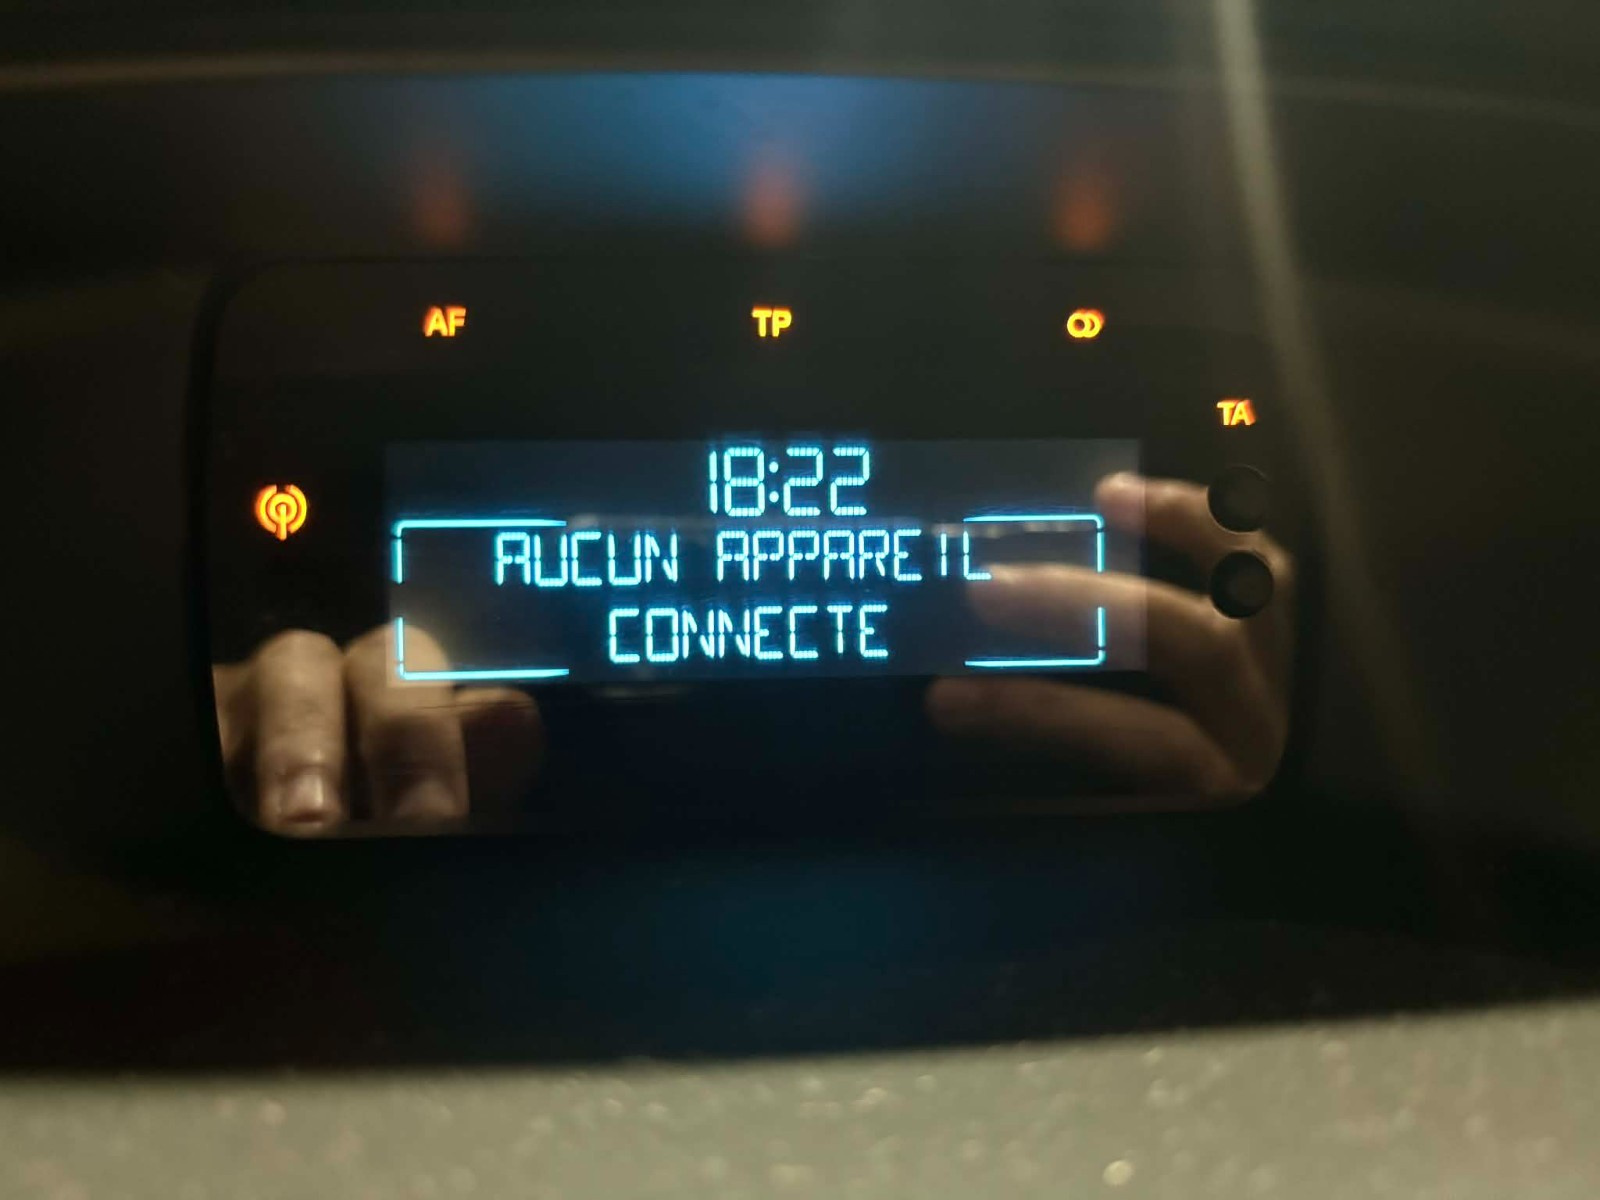 AF
TP
TA
18:22
AUCUN APPAREIL
CONNECTE